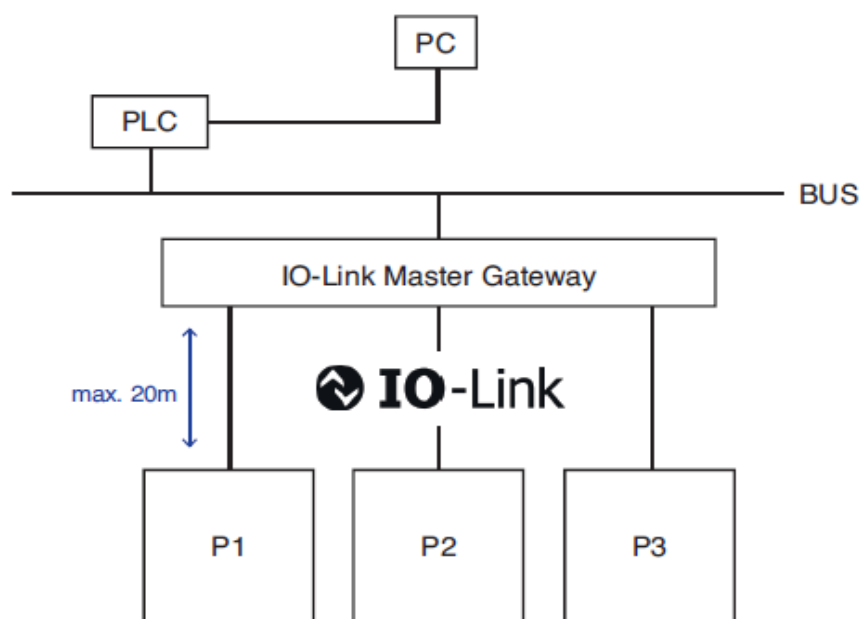 PC
PLC
BUS
IO-Link Master Gateway
max. 20m
IO-Link
P1
P2
P3